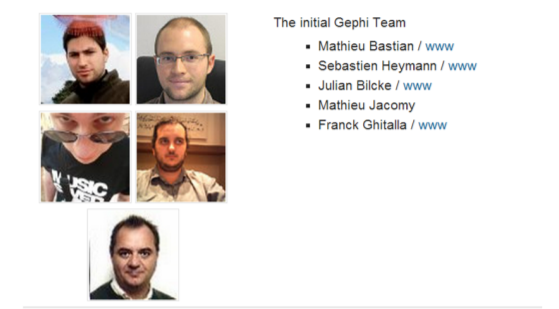 The initial Gephi Team
Mathieu Bastian / www
Sebastien Heymann / www
Julian Bilcke / www
Mathieu Jacomy
Franck Ghitalla / www